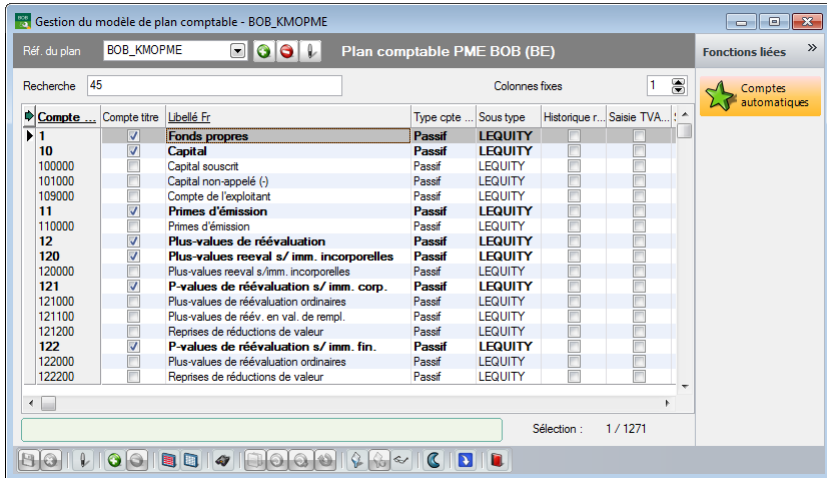 BOB Gestion du modèle de plan comptable - BOB_KMOPME
Réf. du plan BOB_KMOPME Plan comptable PME BOB (BE) Fonctions liées »
Recherche 45 Colonnes fixes 1 Comptes automatiques
Compte ... Compte titre Libellé Fr Type cpte ... Sous type Historique r... Saisie TVA...
1 Fonds propres Passif LEQUITY
10 Capital Passif LEQUITY
100000 Capital souscrit Passif LEQUITY
101000 Capital non-appelé (-) Passif LEQUITY
109000 Compte de l'exploitant Passif LEQUITY
11 Primes d'émission Passif LEQUITY
110000 Primes d'émission Passif LEQUITY
12 Plus-values de réévaluation Passif LEQUITY
120 Plus-values reeval s/ imm. incorporelles Passif LEQUITY
120000 Plus-values reeval s/imm. incorporelles Passif LEQUITY
121 P-values de réévaluation s/ imm. corp. Passif LEQUITY
121000 Plus-values de réévaluation ordinaires Passif LEQUITY
121100 Plus-values de réév. en val. de rempl. Passif LEQUITY
121200 Reprises de réductions de valeur Passif LEQUITY
122 P-values de réévaluation s/ imm. fin. Passif LEQUITY
122000 Plus-values de réévaluation ordinaires Passif LEQUITY
122200 Reprises de réductions de valeur Passif LEQUITY
Sélection : 1 / 1271